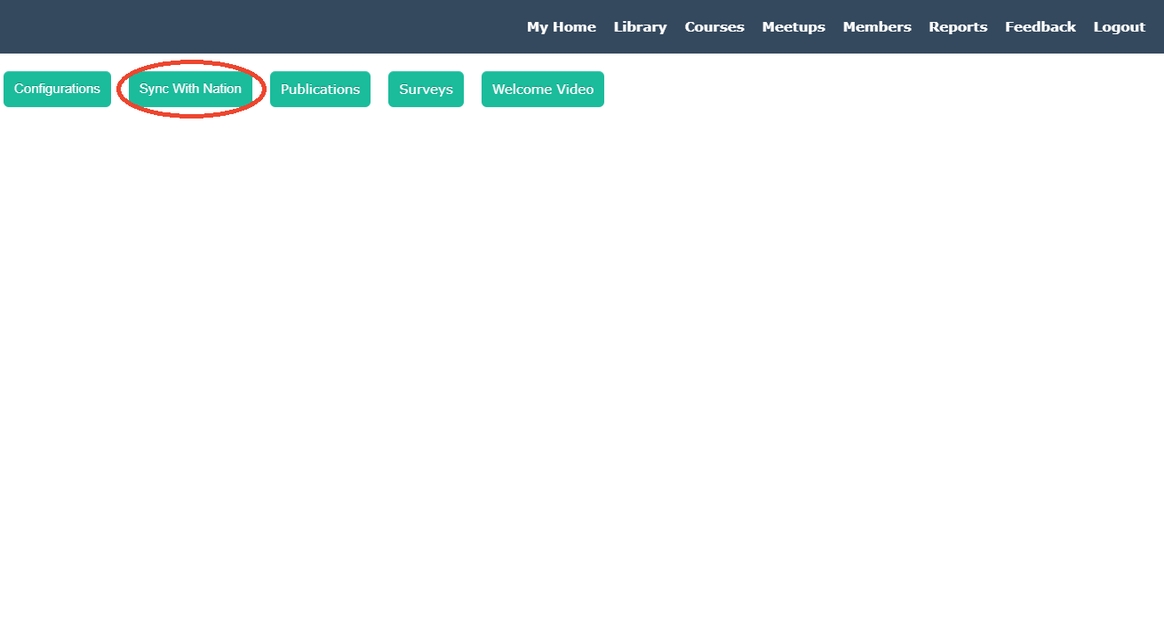 My Home Library Courses Meetups Members Reports Feedback Logout
Configurations Sync With Nation Publications Surveys Welcome Video